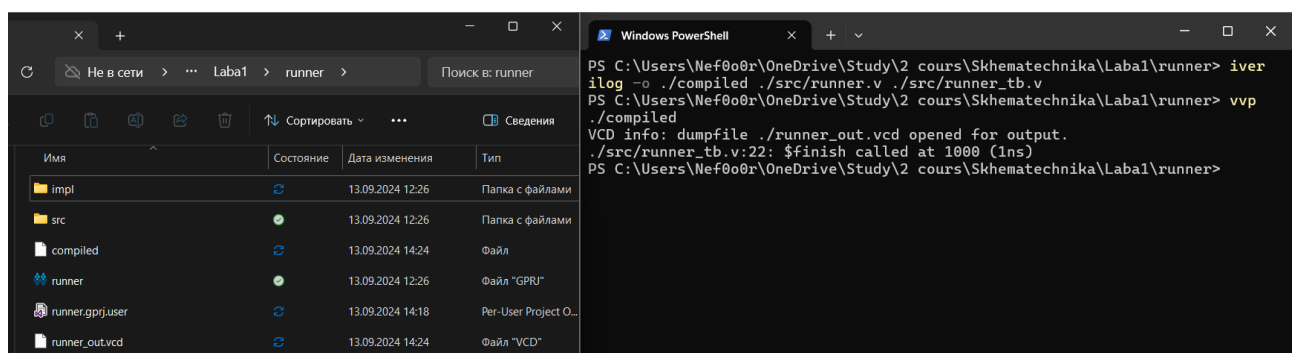 Не в сети > ... Laba1 > runner >
Поиск в: runner
Сортировать ...
Сведения
Имя Состояние Дата изменения Тип
impl 13.09.2024 12:26 Папка с файлами
src 13.09.2024 12:26 Папка с файлами
compiled 13.09.2024 14:24 Файл
runner 13.09.2024 12:26 Файл "GPRJ"
runner.gprj.user 13.09.2024 14:18 Per-User Project O...
runner_out.vcd 13.09.2024 14:24 Файл "VCD"
Windows PowerShell
PS C:\Users\Nef0o0r\OneDrive\Study\2 cours\Skhematechnika\Laba1\runner> iver
ilog -o ./compiled ./src/runner.v ./src/runner_tb.v
PS C:\Users\Nef0o0r\OneDrive\Study\2 cours\Skhematechnika\Laba1\runner> vvp
./compiled
VCD info: dumpfile ./runner_out.vcd opened for output.
./src/runner_tb.v:22: $finish called at 1000 (1ns)
PS C:\Users\Nef0o0r\OneDrive\Study\2 cours\Skhematechnika\Laba1\runner>